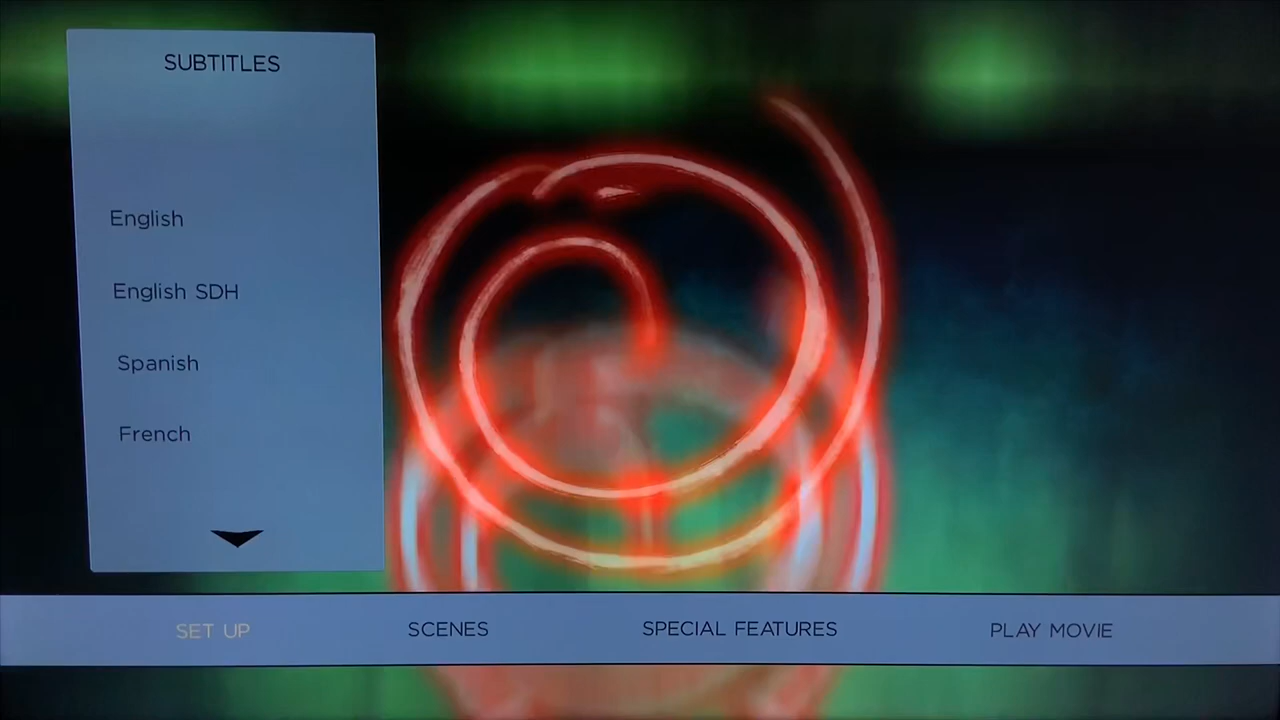 SUBTITLES
English
English SDH
Spanish
French
SET UP
SCENES
SPECIAL FEATURES
PLAY MOVIE